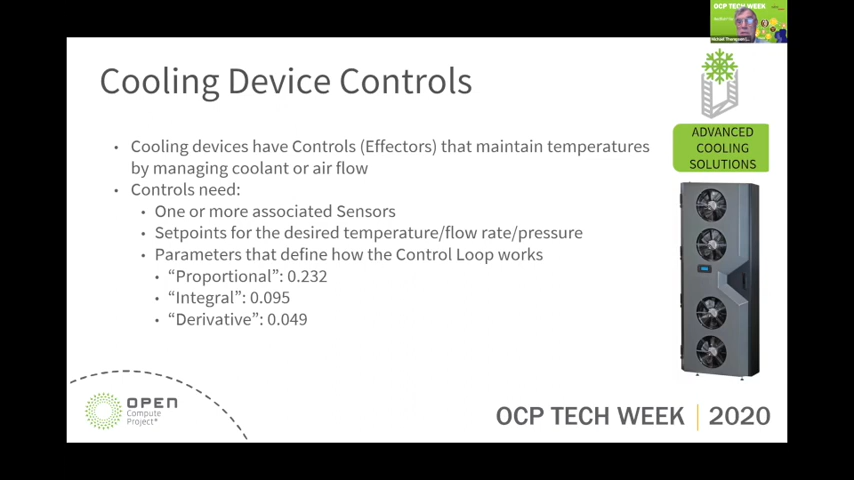 OCP TECH WEEK
Cooling Device Controls
• Cooling devices have Controls (Effectors) that maintain temperatures
by managing coolant or air flow
• Controls need:
• One or more associated Sensors
• Setpoints for the desired temperature/flow rate/pressure
• Parameters that define how the Control Loop works
• “Proportional”: 0.232
• “Integral”: 0.095
• “Derivative”: 0.049
ADVANCED
COOLING
SOLUTIONS
OPEN
Compute
Project®
OCP TECH WEEK | 2020